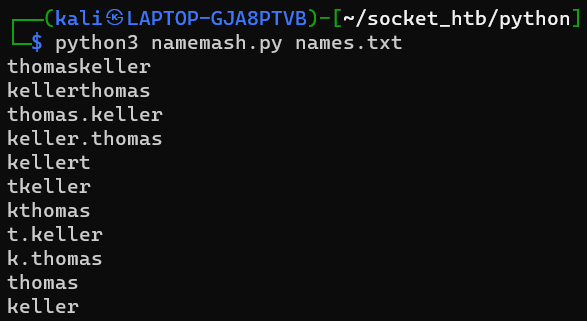 ┌──(kali㉿LAPTOP-GJA8PTVB)-[~/socket_htb/python]
└─$ python3 namemash.py names.txt
thomaskeller
kellerthomas
thomas.keller
keller.thomas
kellert
tkeller
kthomas
t.keller
k.thomas
thomas
keller